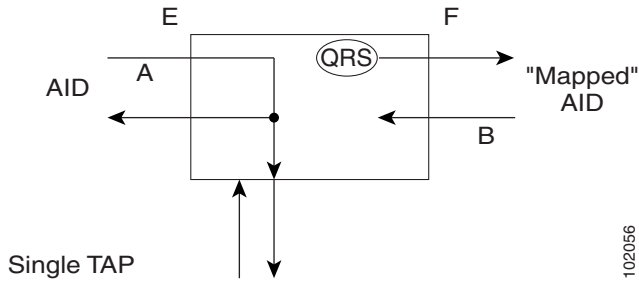 E
F
A
QRS
AID
"Mapped"
AID
B
Single TAP
102056